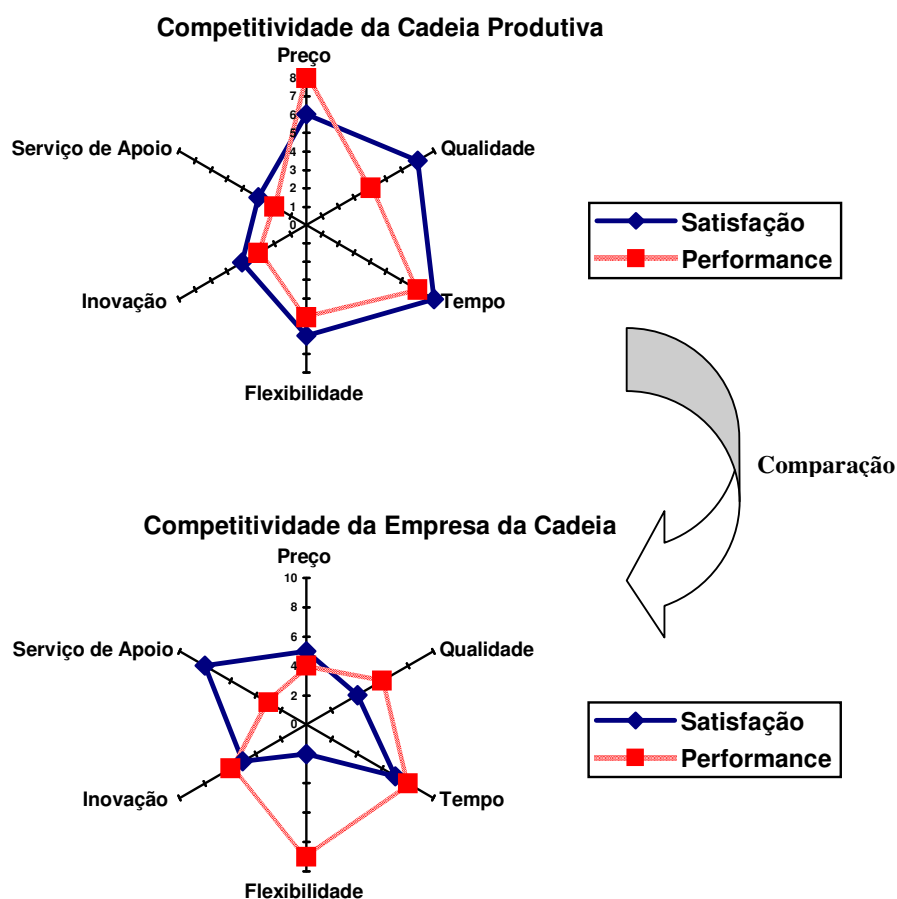 Competitividade da Cadeia Produtiva
Preço
8
7
6
5
4
3
2
1
0
Serviço de Apoio
Qualidade
Inovação
Tempo
Flexibilidade
Satisfação
Performance
Comparação
Competitividade da Empresa da Cadeia
Preço
10
8
6
4
2
0
Serviço de Apoio
Qualidade
Inovação
Tempo
Flexibilidade
Satisfação
Performance